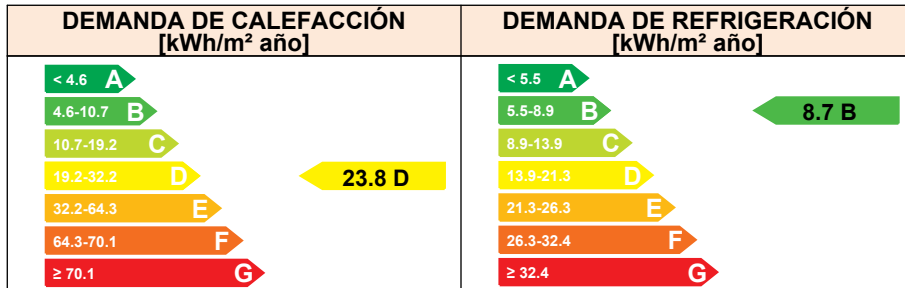 DEMANDA DE CALEFACCIÓN
[kWh/m² año]
< 4.6 A
4.6-10.7 B
10.7-19.2 C
19.2-32.2 D
23.8 D
32.2-64.3 E
64.3-70.1 F
≥ 70.1 G
DEMANDA DE REFRIGERACIÓN
[kWh/m² año]
< 5.5 A
5.5-8.9 B
8.7 B
8.9-13.9 C
13.9-21.3 D
21.3-26.3 E
26.3-32.4 F
≥ 32.4 G